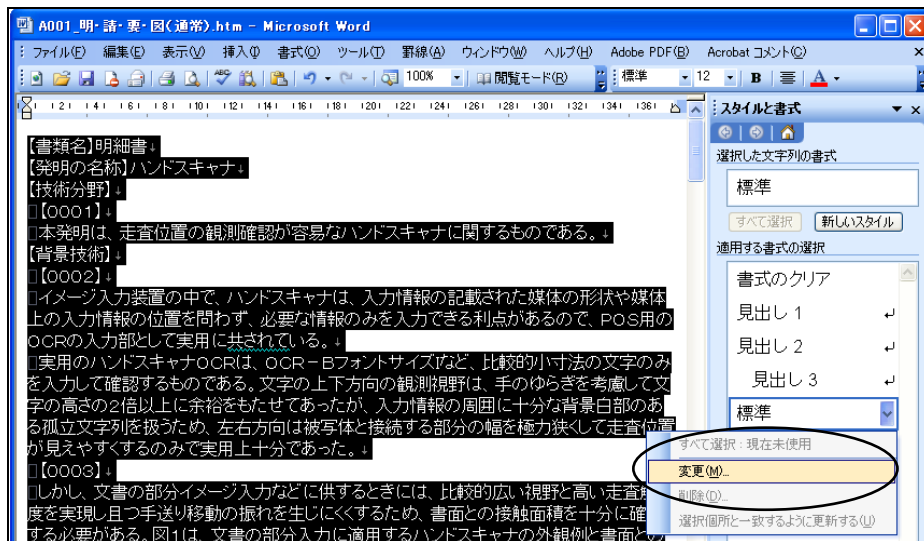 A001_明・請・要・図(通常).htm - Microsoft Word
ファイル(F) 編集(E) 表示(V) 挿入(I) 書式(O) ツール(T) 罫線(A) ウィンドウ(W) ヘルプ(H) Adobe PDF(B) Acrobat コメント(C)
100% 閲覧モード(R) 標準 12 B A
2 4 6 8 10 12 14 16 18 20 22 24 26 28 30 32 34 36
【書類名】明細書↓
【発明の名称】ハンドスキャナ↓
【技術分野】↓
□【0001】↓
□本発明は、走査位置の観測確認が容易なハンドスキャナに関するものである。↓
【背景技術】↓
□【0002】↓
□イメージ入力装置の中で、ハンドスキャナは、入力情報の記載された媒体の形状や媒体
上の入力情報の位置を問わず、必要な情報のみを入力できる利点があるので、POS用の
OCRの入力部として実用に共されている。↓
□実用のハンドスキャナOCRは、OCR-Bフォントサイズなど、比較的小寸法の文字のみ
を入力して確認するものである。文字の上下方向の観測視野は、手のゆらぎを考慮して文
字の高さの2倍以上に余裕をもたせてあったが、入力情報の周囲に十分な背景白部のあ
る孤立文字列を扱うため、左右方向は被写体と接続する部分の幅を極力狭くして走査位置
が見えやすくするのみで実用上十分であった。↓
□【0003】↓
□しかし、文書の部分イメージ入力などに供するときには、比較的広い視野と高い走査
度を実現し且つ手送り移動の振れを生じにくくするため、書面との接触面積を十分に確
する必要がある。図1は、文書の部分入力に適用するハンドスキャナの外観例と書面との
スタイルと書式
選択した文字列の書式
標準
すべて選択 新しいスタイル
適用する書式の選択
書式のクリア
見出し 1
見出し 2
見出し 3
標準
すべて選択 : 現在未使用
変更(M)...
削除(D)...
選択個所と一致するように更新する(U)